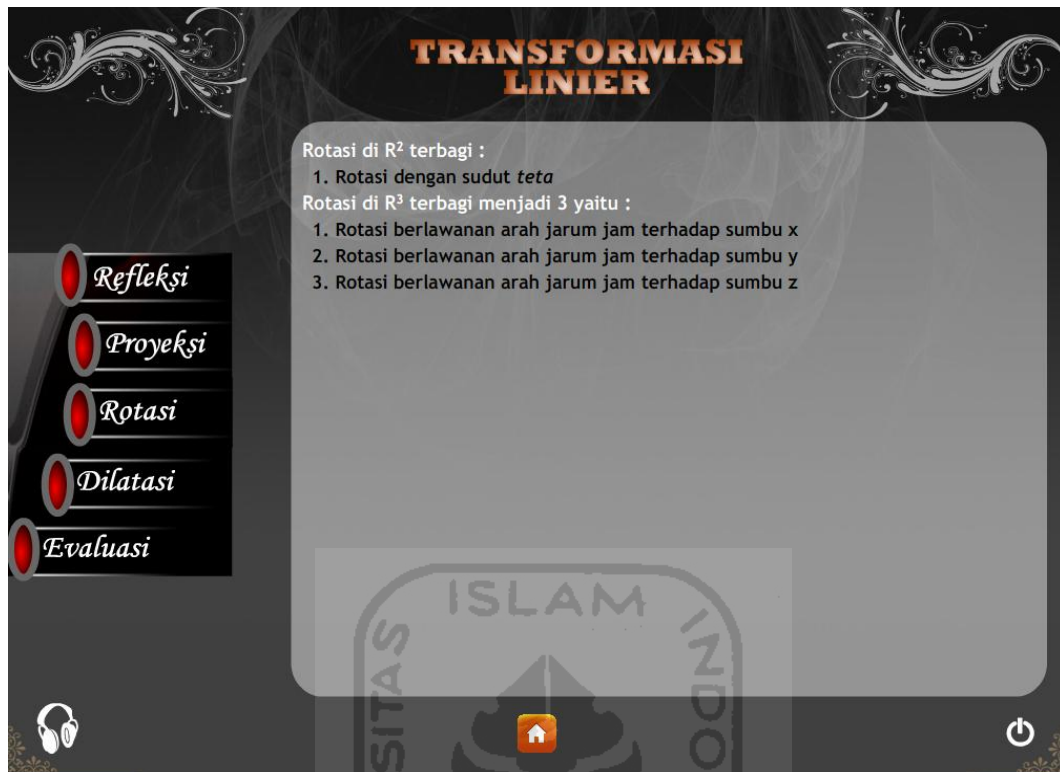 TRANSFORMASI
LINIER
Rotasi di R² terbagi :
1. Rotasi dengan sudut teta
Rotasi di R³ terbagi menjadi 3 yaitu :
1. Rotasi berlawanan arah jarum jam terhadap sumbu x
2. Rotasi berlawanan arah jarum jam terhadap sumbu y
3. Rotasi berlawanan arah jarum jam terhadap sumbu z
Refleksi
Proyeksi
Rotasi
Dilatasi
Evaluasi
SITAS ISLAM INDO